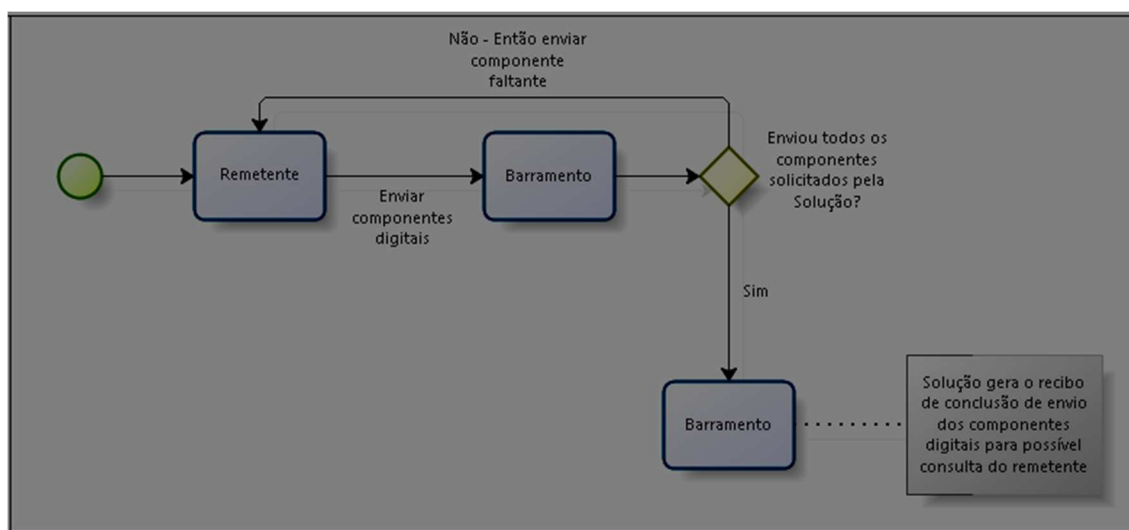 Não - Então enviar
componente
faltante
Remetente
Enviar
componentes
digitais
Barramento
Enviou todos os
componentes
solicitados pela
Solução?
Sim
Barramento
Solução gera o recibo
de conclusão de envio
dos componentes
digitais para possível
consulta do remetente